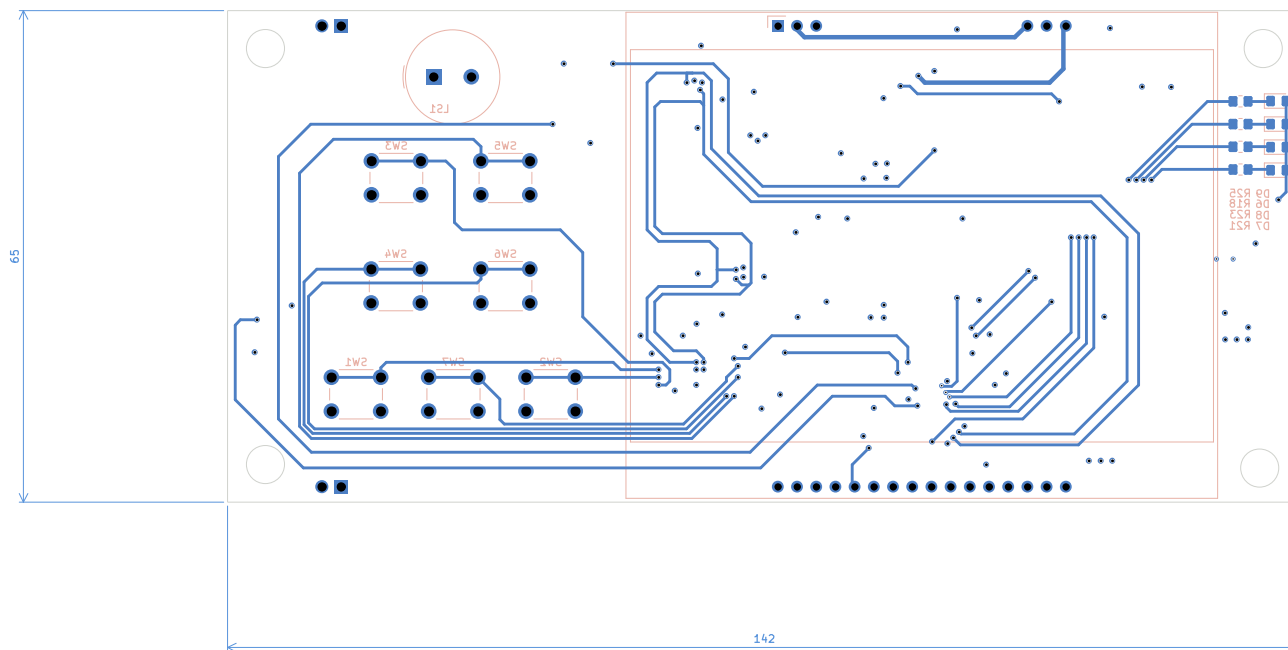 LS1
SW3
SW5
D9 R25
D6 R18
D8 R23
D7 R21
SW4
SW6
65
SW1
SW7
SW2
142